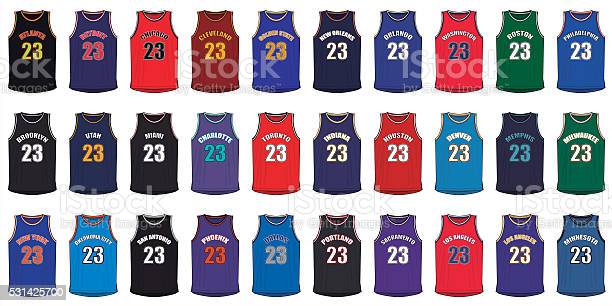 ATLANTA DETROIT CHICAGO CLEVELAND GOLDEN STATE NEW ORLEANS ORLANDO WASHINGTON BOSTON PHILADELPHIA
23 23 23 23 23 23 23 23 23 23
BROOKLYN UTAH MIAMI CHARLOTTE TORONTO INDIANA HOUSTON DENVER MEMPHIS MILWAUKEE
23 23 23 23 23 23 23 23 23 23
NEW YORK OKLAHOMA CITY SAN ANTONIO PHOENIX DALLAS PORTLAND SACRAMENTO LOS ANGELES LOS ANGELES MINNESOTA
23 23 23 23 23 23 23 23 23 23
iStock
by Getty Images
531425700